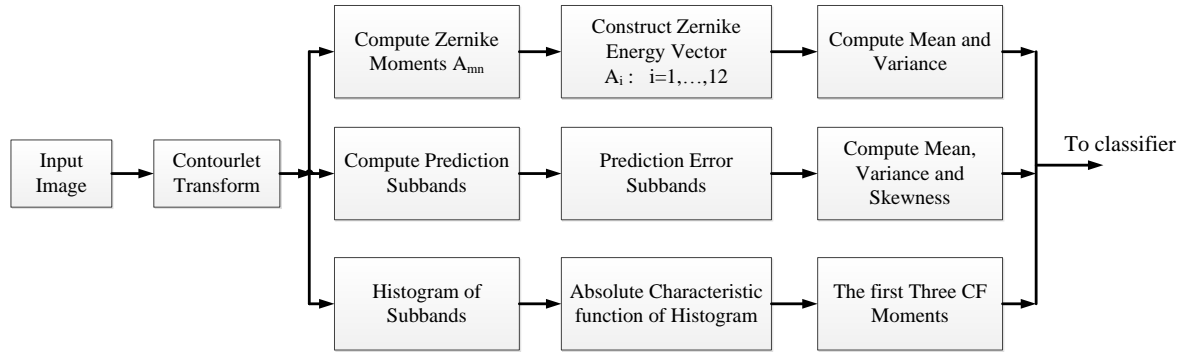 Input
Image
Contourlet
Transform
Compute Zernike
Moments Amn
Construct Zernike
Energy Vector
Ai : i=1,…,12
Compute Mean and
Variance
Compute Prediction
Subbands
Prediction Error
Subbands
Compute Mean,
Variance and
Skewness
Histogram of
Subbands
Absolute Characteristic
function of Histogram
The first Three CF
Moments
To classifier